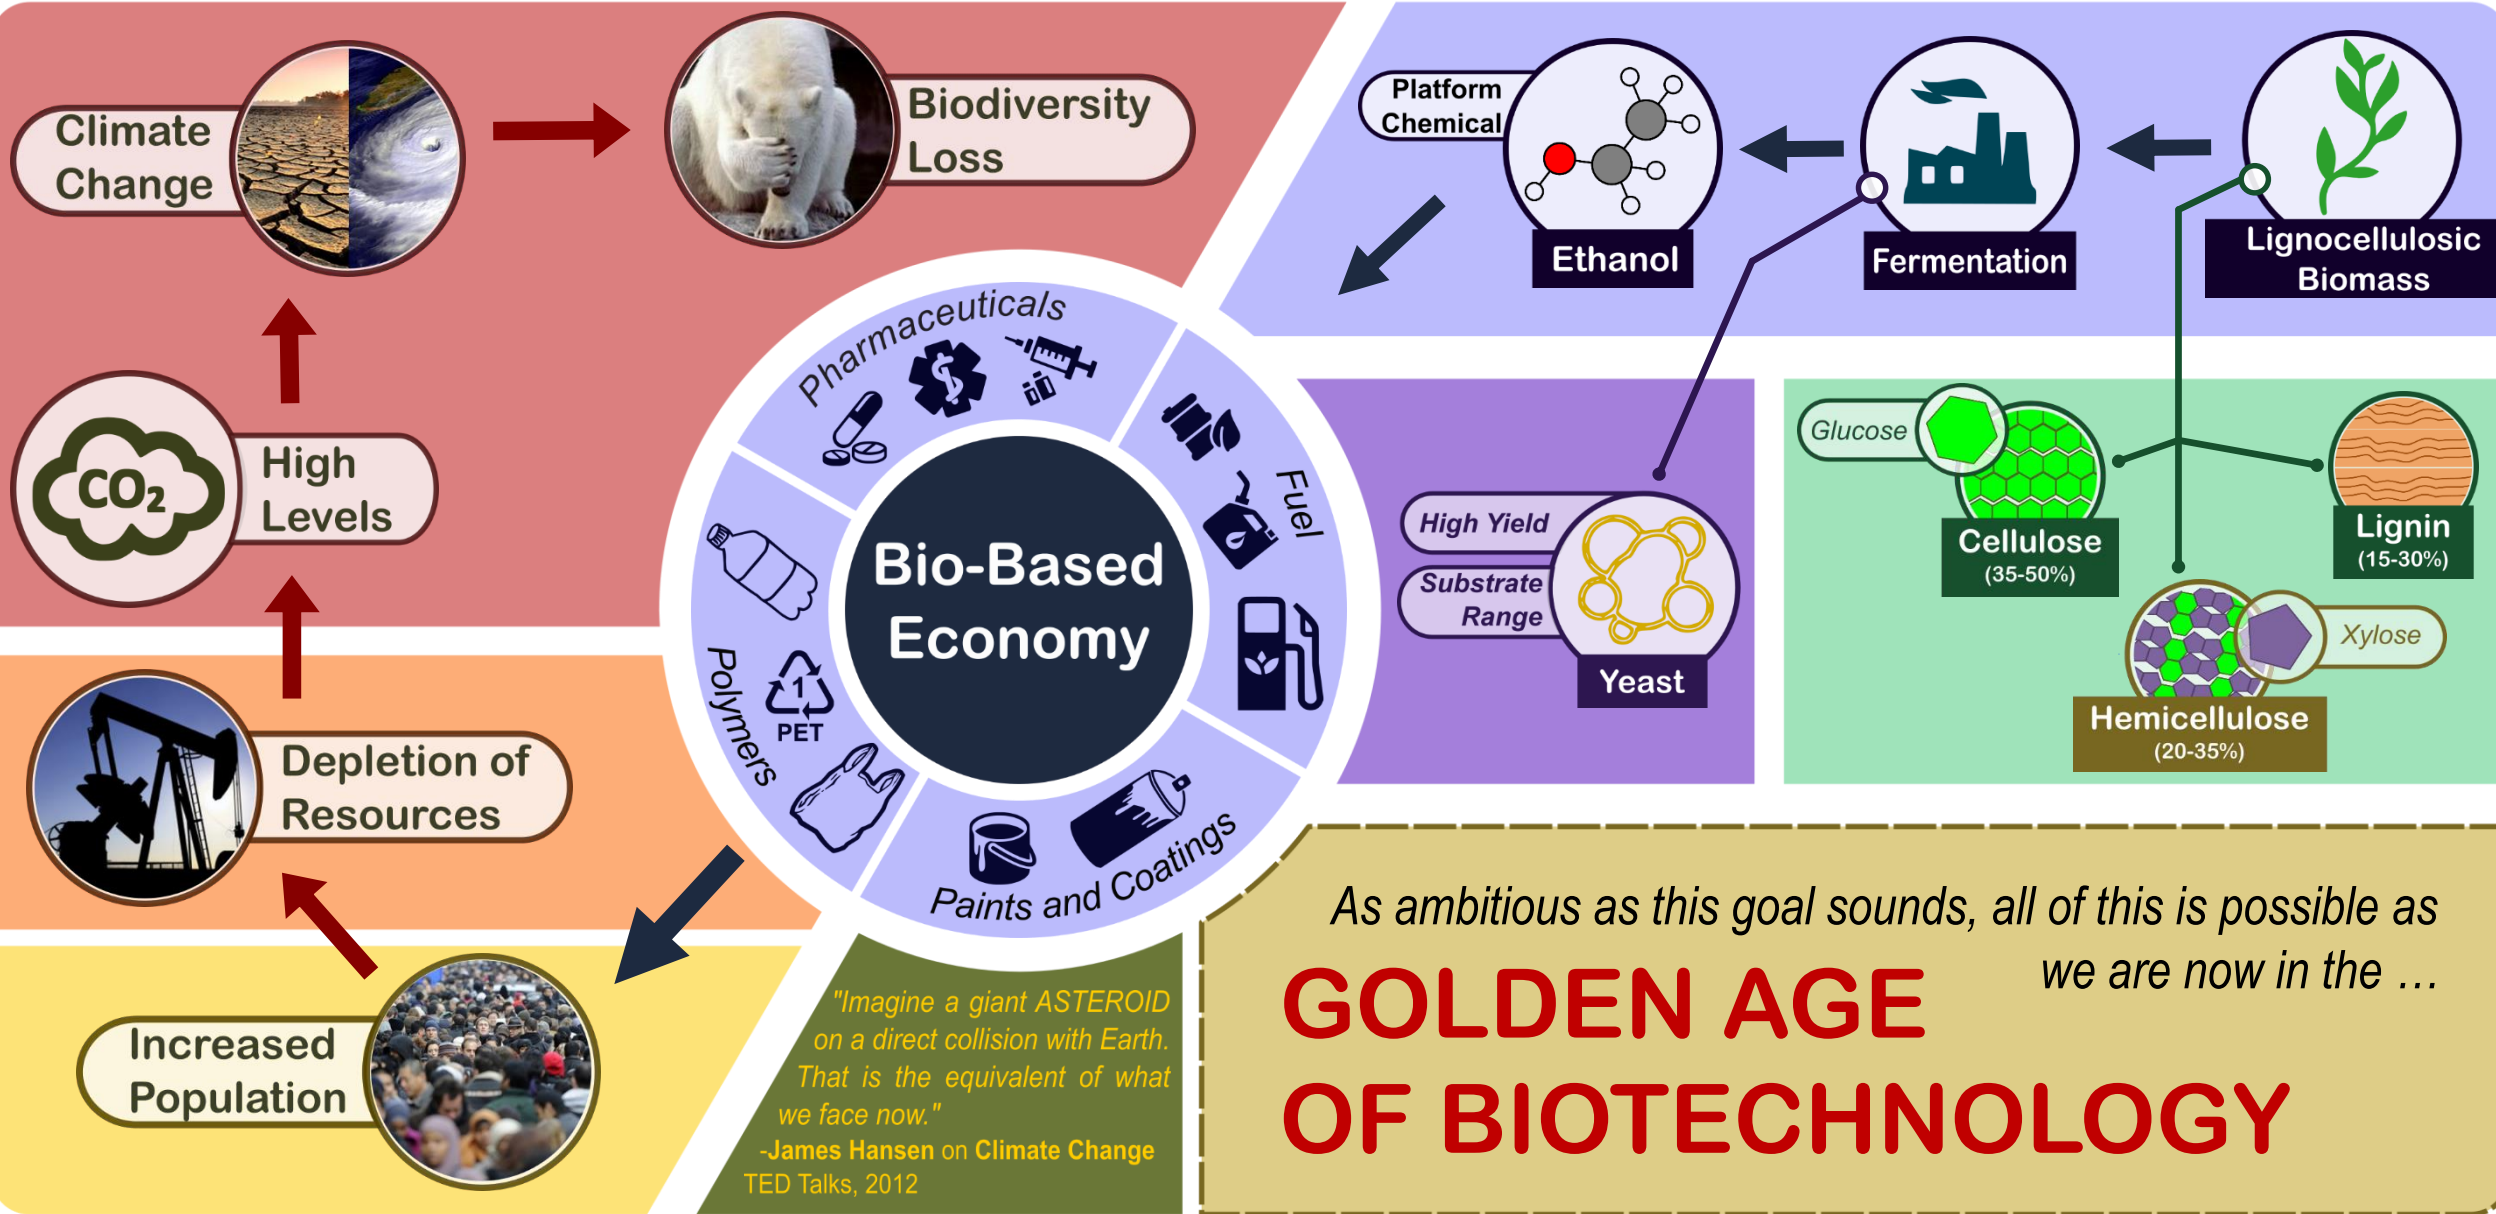 Climate
Change
Biodiversity
Loss
CO2
High
Levels
Depletion of
Resources
Increased
Population
Platform
Chemical
Ethanol
Fermentation
Lignocellulosic
Biomass
Pharmaceuticals
Fuel
Polymers
1
PET
Paints and Coatings
Bio-Based
Economy
High Yield
Substrate
Range
Yeast
Glucose
Cellulose
(35-50%)
Lignin
(15-30%)
Xylose
Hemicellulose
(20-35%)
"Imagine a giant ASTEROID
on a direct collision with Earth.
That is the equivalent of what
we face now."
-James Hansen on Climate Change
TED Talks, 2012
As ambitious as this goal sounds, all of this is possible as
we are now in the ...
GOLDEN AGE
OF BIOTECHNOLOGY